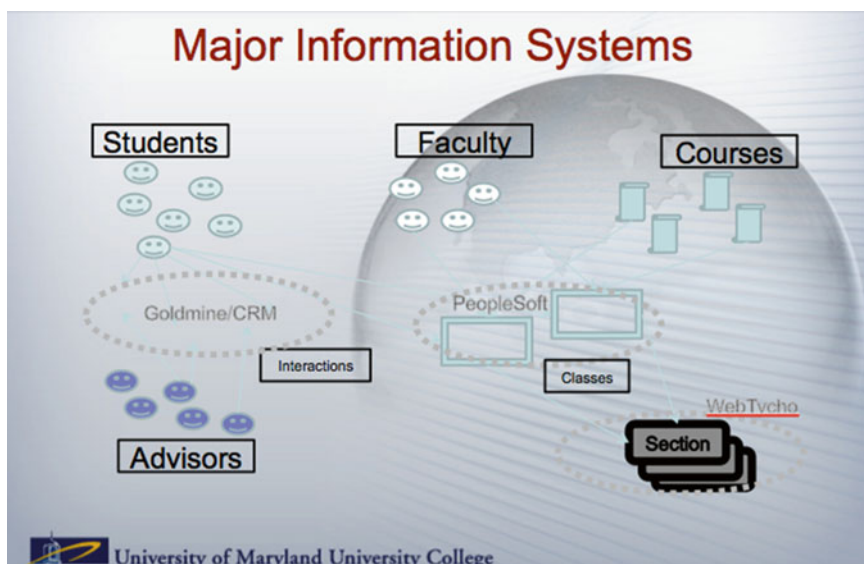 Major Information Systems
Students
Faculty
Courses
Goldmine/CRM
PeopleSoft
Interactions
Classes
WebTycho
Section
Advisors
University of Maryland University College